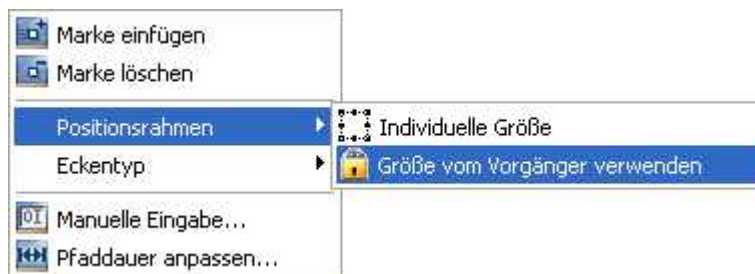 Marke einfügen
Marke löschen
Positionsrahmen
Individuelle Größe
Eckentyp
Größe vom Vorgänger verwenden
Manuelle Eingabe...
Pfaddauer anpassen...